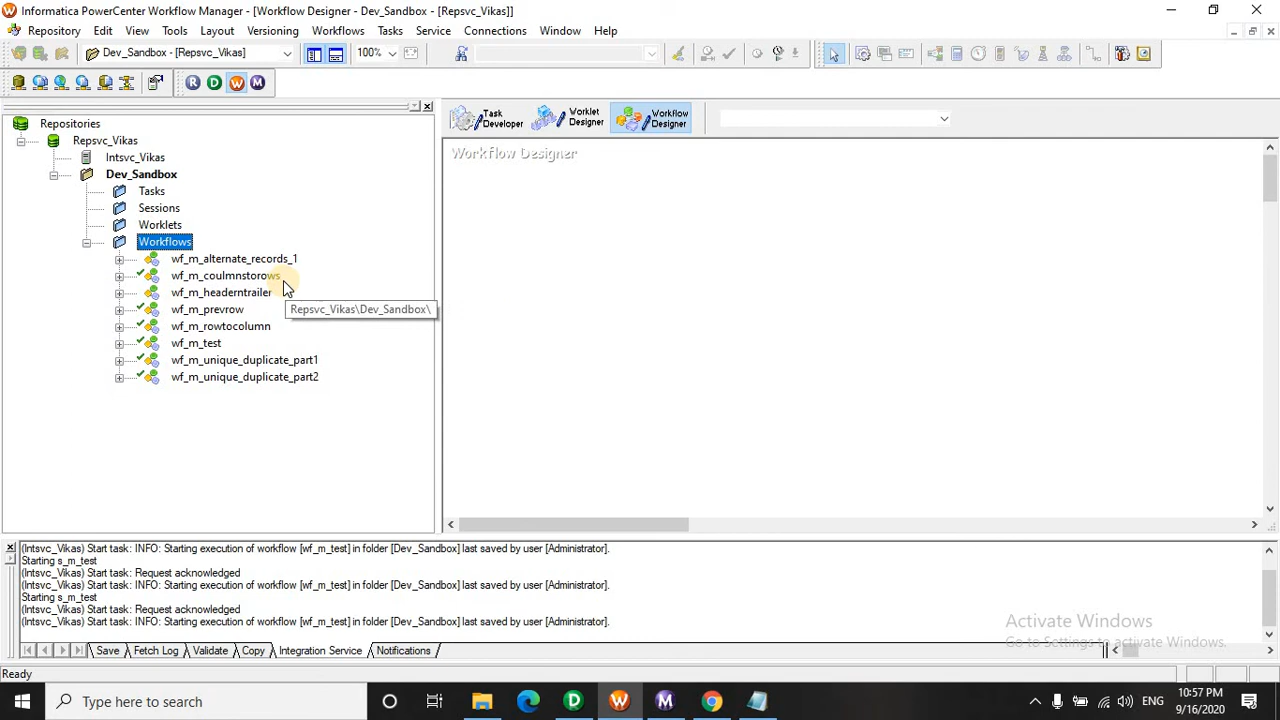 Informatica PowerCenter Workflow Manager - [Workflow Designer - Dev_Sandbox - [Repsvc_Vikas]]
Repository Edit View Tools Layout Versioning Workflows Tasks Service Connections Window Help
Dev_Sandbox - [Repsvc_Vikas] 100%
R D W M
Task Developer
Worklet Designer
Workflow Designer
Repositories
Repsvc_Vikas
Intsvc_Vikas
Dev_Sandbox
Tasks
Sessions
Worklets
Workflows
wf_m_alternate_records_1
wf_m_coulmnstorows
wf_m_headerntrailer
wf_m_prevrow
wf_m_rowtocolumn
wf_m_test
wf_m_unique_duplicate_part1
wf_m_unique_duplicate_part2
Repsvc_Vikas\Dev_Sandbox\
Workflow Designer
(Intsvc_Vikas) Start task: INFO: Starting execution of workflow [wf_m_test] in folder [Dev_Sandbox] last saved by user [Administrator].
Starting s_m_test
(Intsvc_Vikas) Start task: Request acknowledged
(Intsvc_Vikas) Start task: INFO: Starting execution of workflow [wf_m_test] in folder [Dev_Sandbox] last saved by user [Administrator].
Starting s_m_test
(Intsvc_Vikas) Start task: Request acknowledged
(Intsvc_Vikas) Start task: INFO: Starting execution of workflow [wf_m_test] in folder [Dev_Sandbox] last saved by user [Administrator].
Activate Windows
Go to Settings to activate Windows.
Save Fetch Log Validate Copy Integration Service Notifications
Ready
Type here to search
D W M
ENG
10:57 PM
9/16/2020